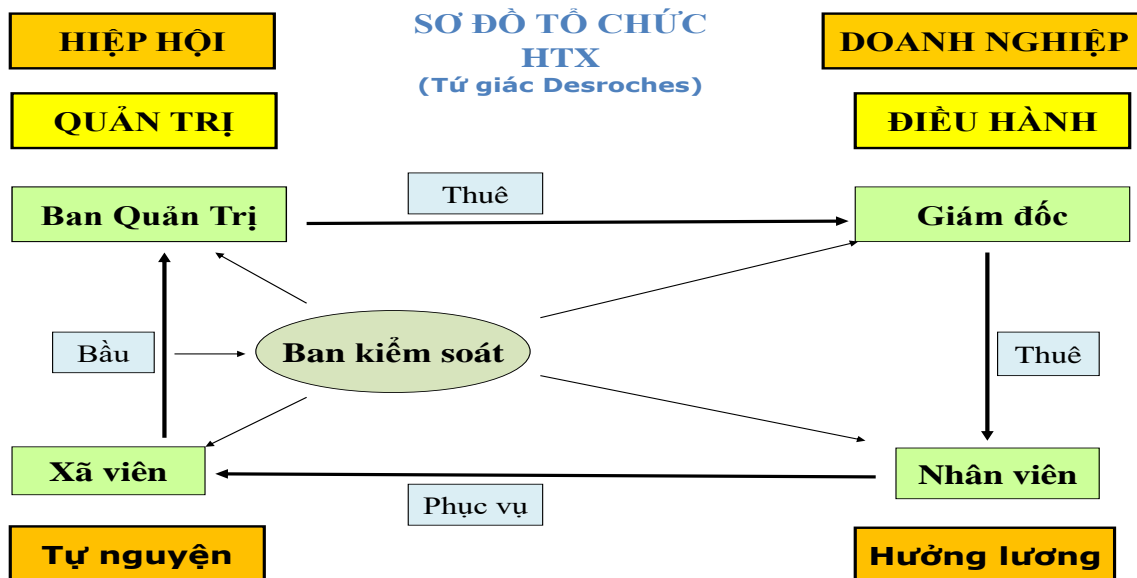 HIỆP HỘI
SƠ ĐỒ TỔ CHỨC
HTX
(Tứ giác Desroches)
DOANH NGHIỆP
QUẢN TRỊ
ĐIỀU HÀNH
Thuê
Ban Quản Trị
Giám đốc
Bầu
Ban kiểm soát
Thuê
Xã viên
Nhân viên
Phục vụ
Tự nguyện
Hưởng lương